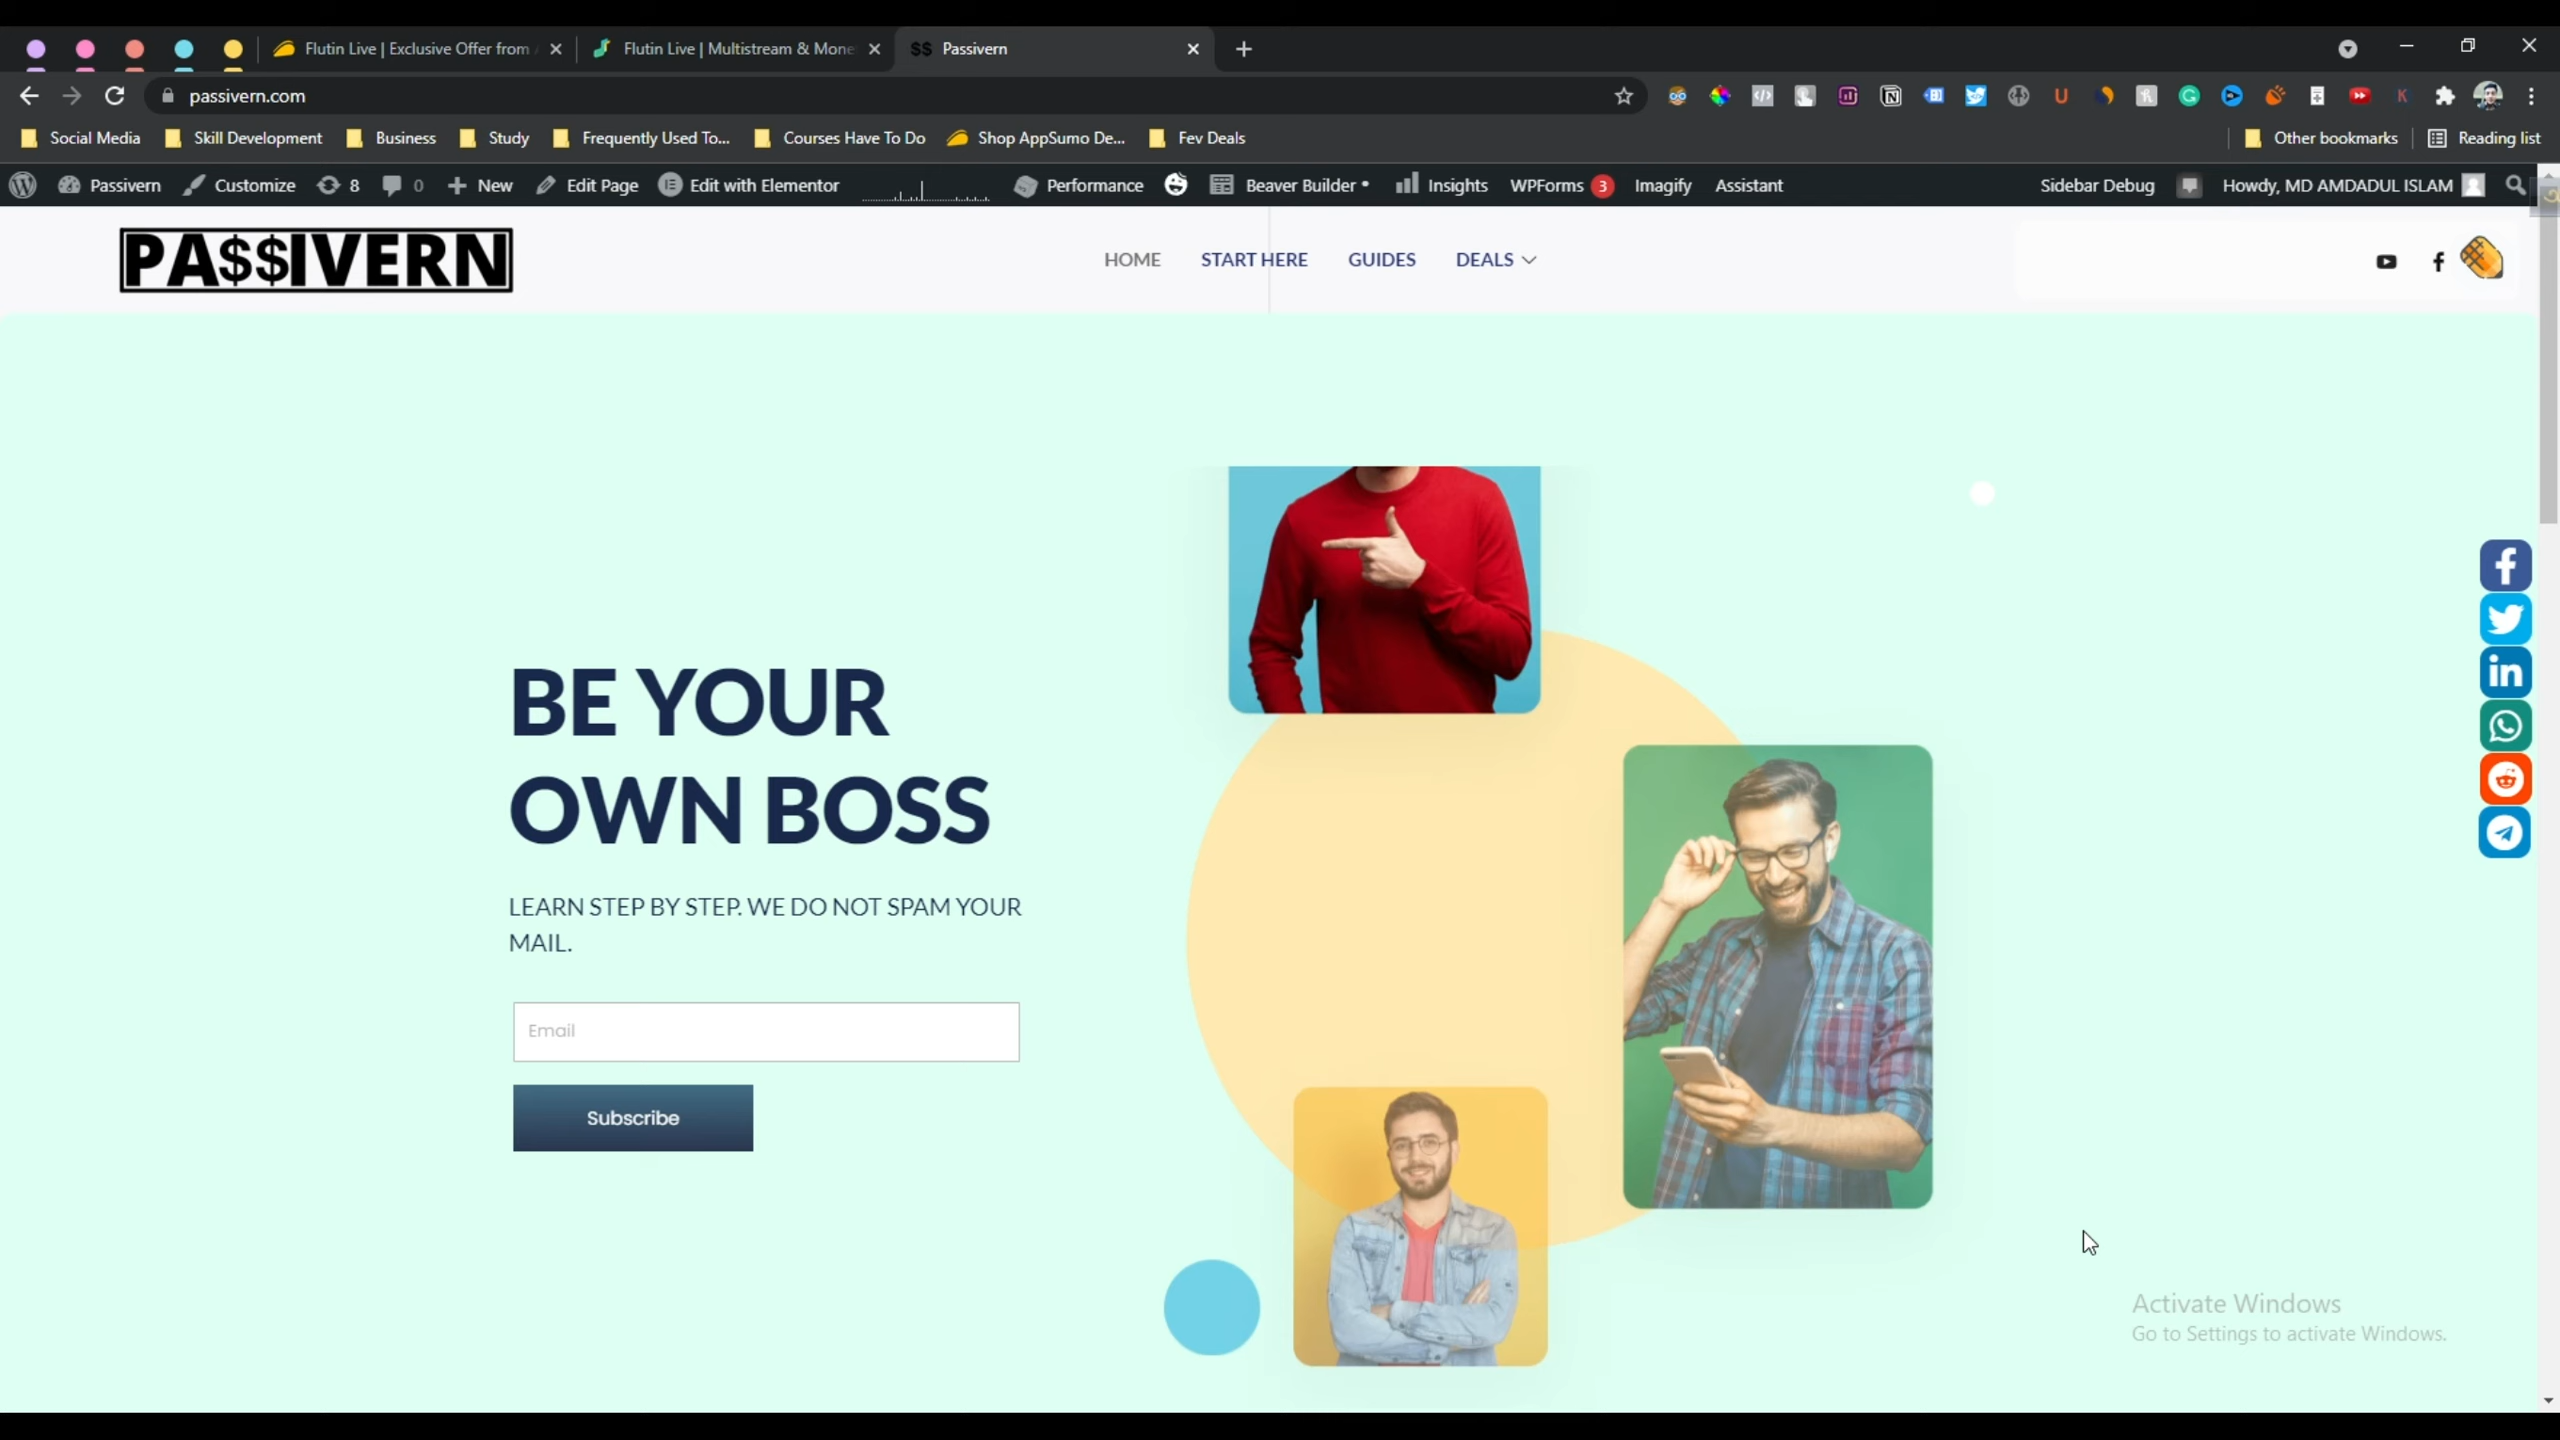 Flutin Live | Exclusive Offer from
Flutin Live | Multistream & Mone
$$ Passivern
passivern.com
Social Media
Skill Development
Business
Study
Frequently Used To...
Courses Have To Do
Shop AppSumo De...
Fev Deals
Other bookmarks
Reading list
Passivern
Customize
8
0
New
Edit Page
Edit with Elementor
Performance
Beaver Builder •
Insights
WPForms 3
Imagify
Assistant
Sidebar Debug
Howdy, MD AMDADUL ISLAM
PA$$IVERN
HOME
START HERE
GUIDES
DEALS
BE YOUR
OWN BOSS
LEARN STEP BY STEP. WE DO NOT SPAM YOUR
MAIL.
Email
Subscribe
Activate Windows
Go to Settings to activate Windows.